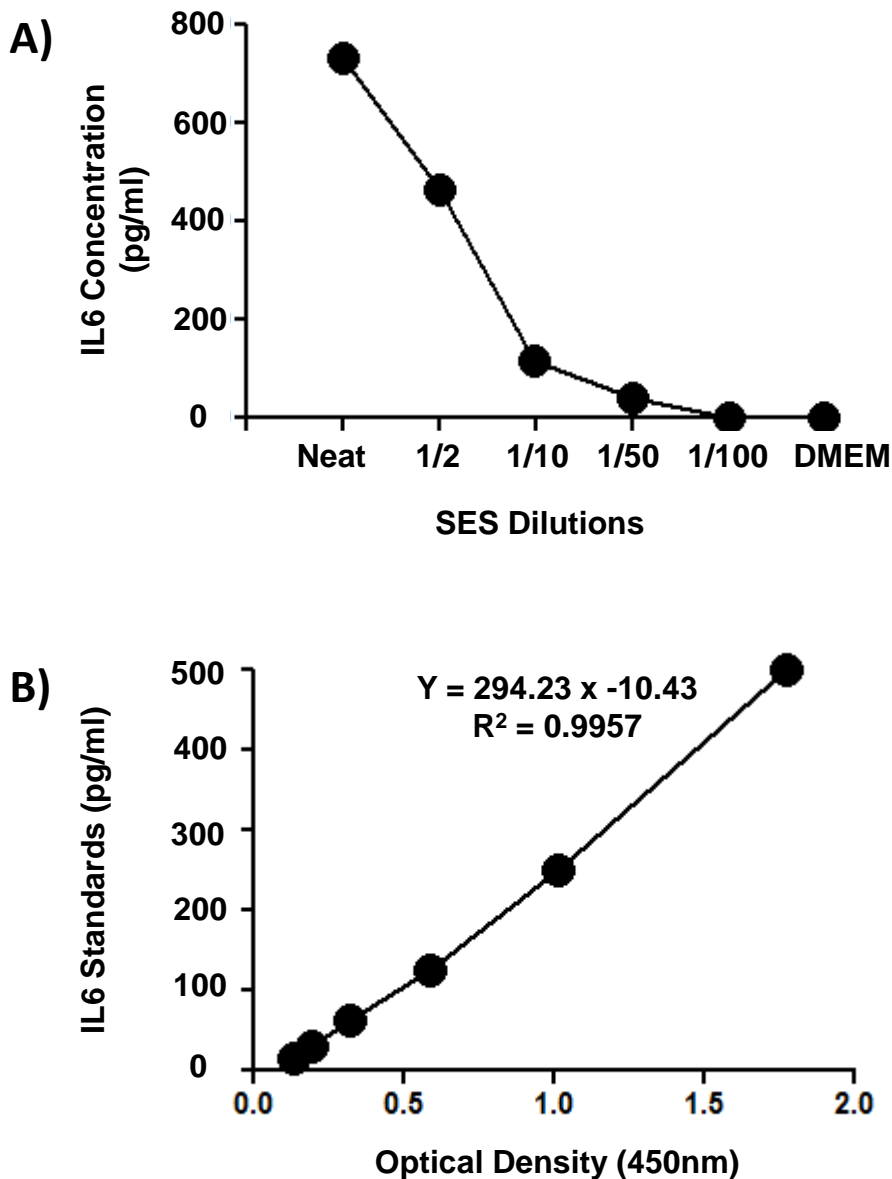 A)
IL6 Concentration
(pg/ml)
800
600
400
200
0
Neat 1/2 1/10 1/50 1/100 DMEM
SES Dilutions
B)
IL6 Standards (pg/ml)
500
400
300
200
100
0
Y = 294.23 x -10.43
R² = 0.9957
0.0 0.5 1.0 1.5 2.0
Optical Density (450nm)